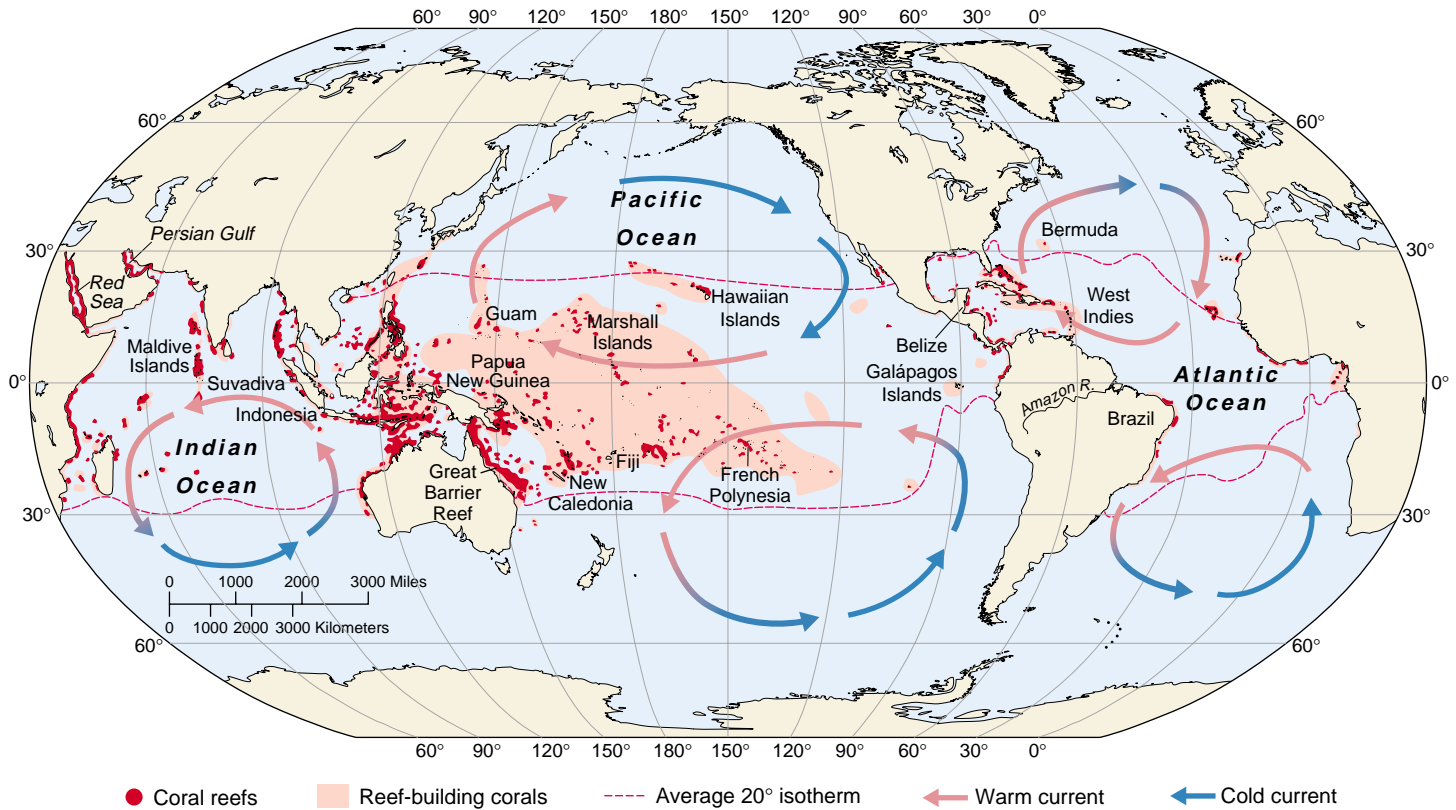 60° 90° 120° 150° 180° 150° 120° 90° 60° 30° 0°
60° 60°
Pacific
Ocean
Bermuda
Persian Gulf
30° 30°
Red
Sea
Hawaiian
Islands
West
Indies
Guam
Marshall
Islands
Maldive
Islands
Belize
Papua
New Guinea
Galápagos
Islands
Suvadiva
Atlantic
Ocean
0° 0°
Amazon R.
Indonesia
Brazil
Indian
Ocean
Fiji
Great
Barrier
Reef
New
Caledonia
French
Polynesia
30° 30°
0 1000 2000 3000 Miles
0 1000 2000 3000 Kilometers
60° 60°
60° 90° 120° 150° 180° 150° 120° 90° 60° 30° 0°
Coral reefs Reef-building corals Average 20° isotherm Warm current Cold current